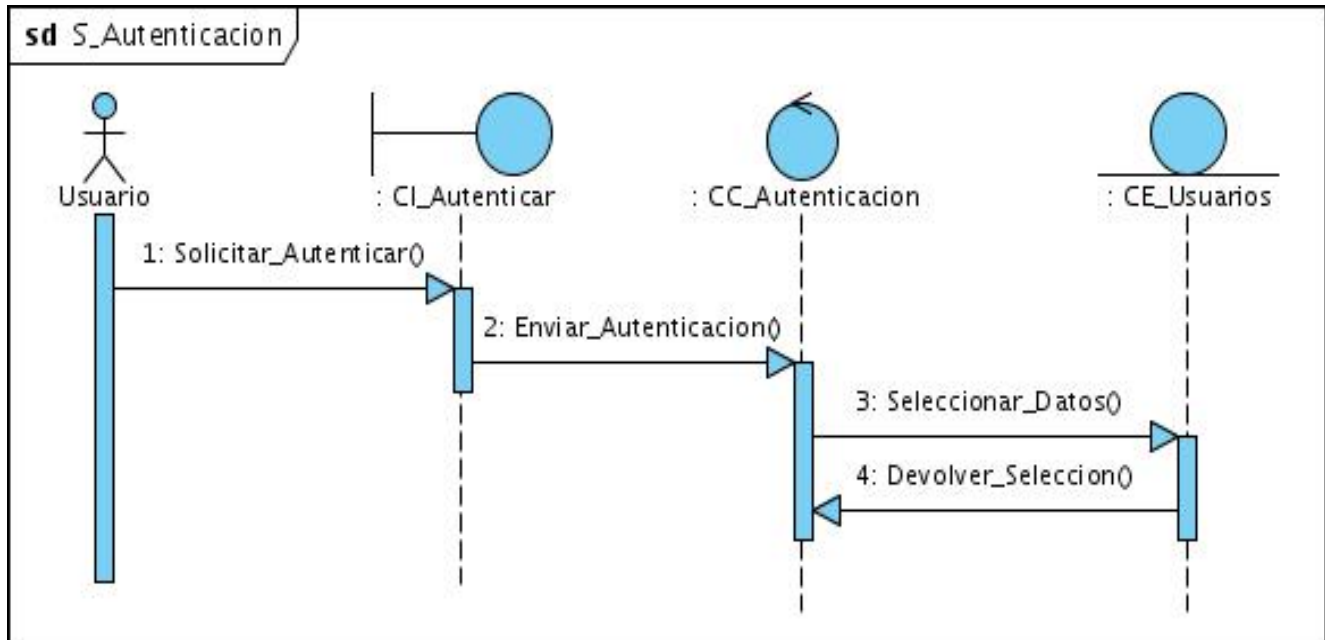 sd S_Autenticacion
Usuario
: CI_Autenticar
: CC_Autenticacion
: CE_Usuarios
1: Solicitar_Autenticar()
2: Enviar_Autenticacion()
3: Seleccionar_Datos()
4: Devolver_Seleccion()